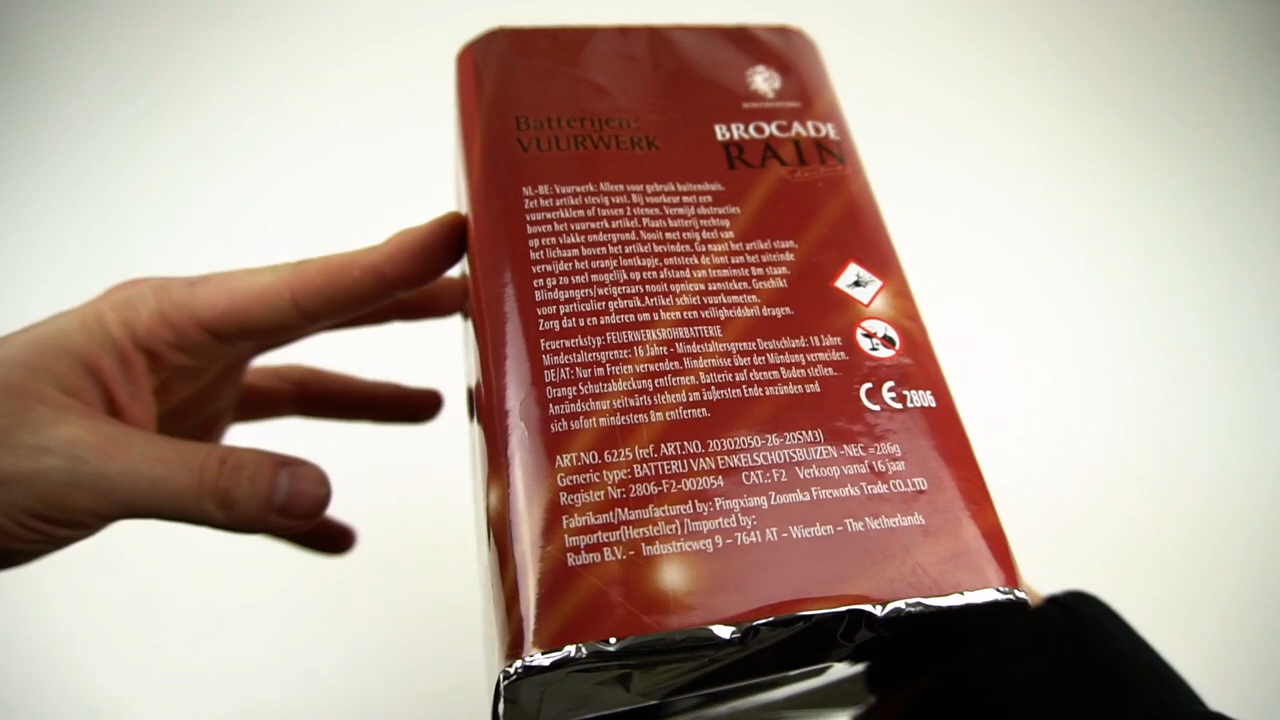 Batterijen:
VUURWERK
BROCADE
RAIN
NL-BE: Vuurwerk: Alleen voor gebruik buitenshuis.
Zet het artikel stevig vast. Bij voorkeur met een
vuurwerkklem of tussen 2 stenen. Vermijd obstructies
boven het vuurwerk artikel. Plaats batterij rechtop
op een vlakke ondergrond. Nooit met enig deel van
het lichaam boven het artikel bevinden. Ga naast het artikel staan,
verwijder het oranje lontkapje, ontsteek de lont aan het uiteinde
en ga zo snel mogelijk op een afstand van tenminste 8m staan.
Blindgangers/weigeraars nooit opnieuw aansteken. Geschikt
voor particulier gebruik.Artikel schiet vuurkometen.
Zorg dat u en anderen om u heen een veiligheidsbril dragen.
Feuerwerkstyp: FEUERWERKSROHRBATTERIE
Mindestaltersgrenze: 16 Jahre - Mindestaltersgrenze Deutschland: 18 Jahre
DE/AT: Nur im Freien verwenden. Hindernisse über der Mündung vermeiden.
Orange Schutzabdeckung entfernen. Batterie auf ebenem Boden stellen.
Anzündschnur seitwärts stehend am äußersten Ende anzünden und
sich sofort mindestens 8m entfernen.
CE 2806
ART.NO. 6225 (ref. ART.NO. 20302050-26-20SM3)
Generic type: BATTERIJ VAN ENKELSCHOTSBUIZEN -NEC =286g
Register Nr: 2806-F2-002054 CAT.: F2 Verkoop vanaf 16 jaar
Fabrikant/Manufactured by: Pingxiang Zoomka Fireworks Trade CO.,LTD
Importeur(Hersteller) /Imported by:
Rubro B.V. - Industrieweg 9 - 7641 AT - Wierden - The Netherlands